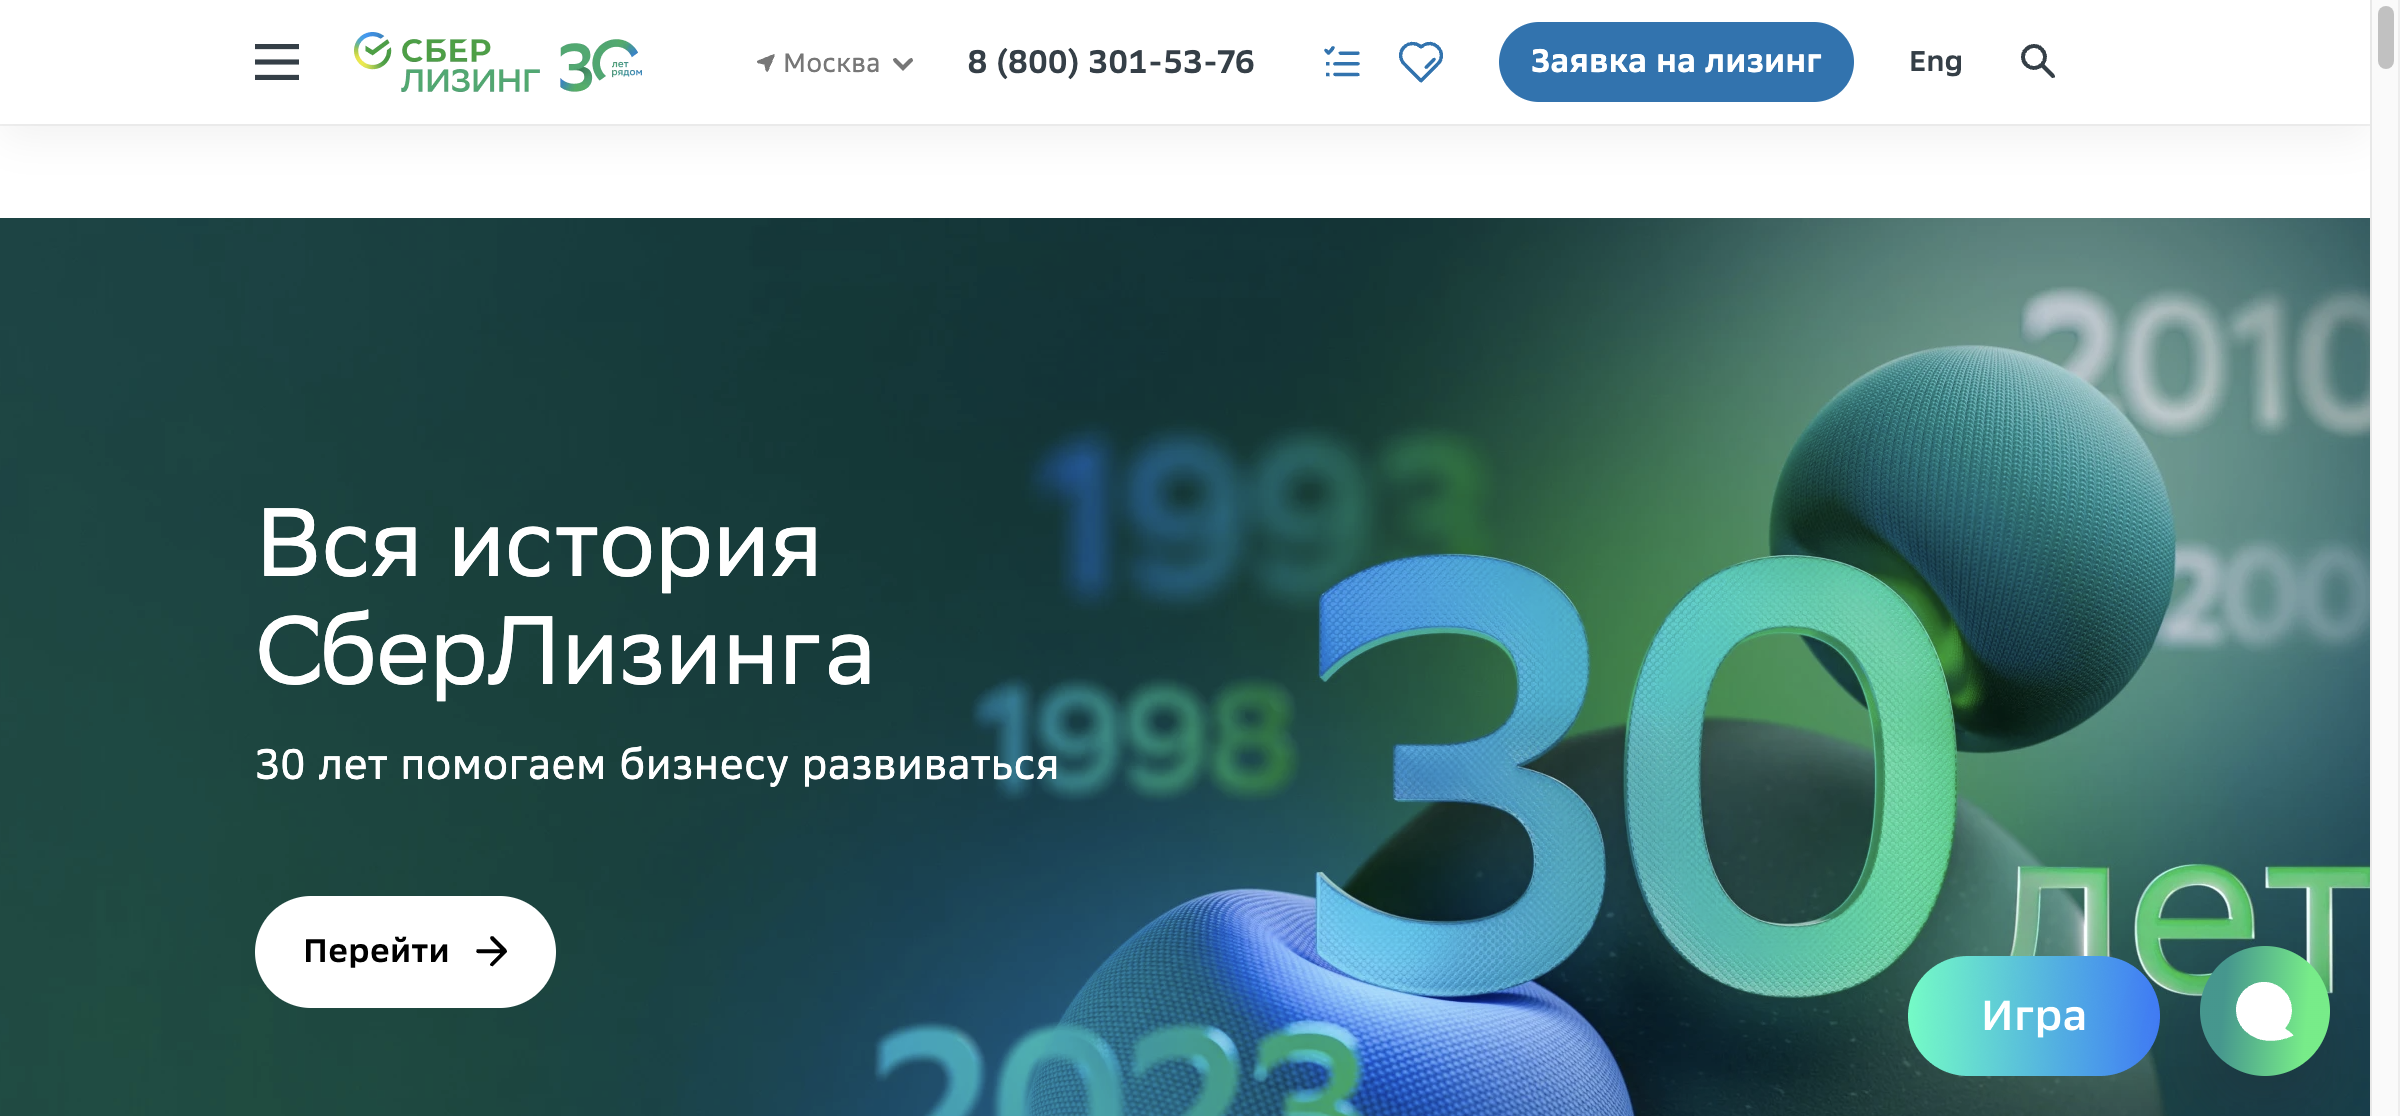 СБЕР
ЛИЗИНГ
30 лет рядом
Москва
8 (800) 301-53-76
Заявка на лизинг
Eng
2010
1993
Вся история
СберЛизинга
200
1998
30 лет
30 лет помогаем бизнесу развиваться
Перейти
Игра
2023